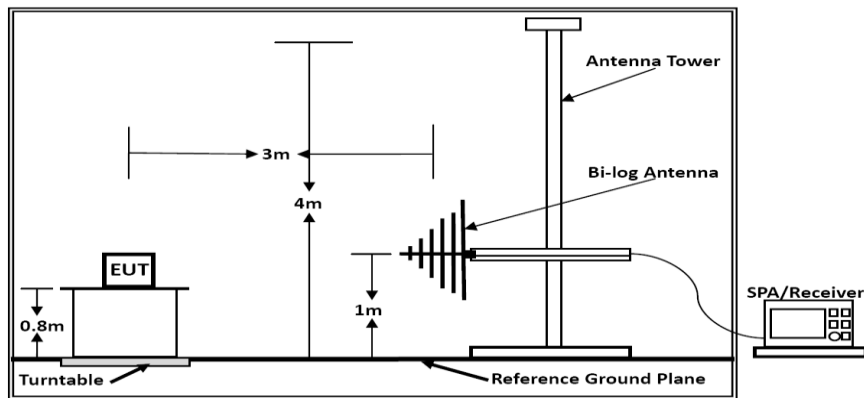 Antenna Tower
3m
Bi-log Antenna
4m
EUT
SPA/Receiver
0.8m
1m
Turntable
Reference Ground Plane